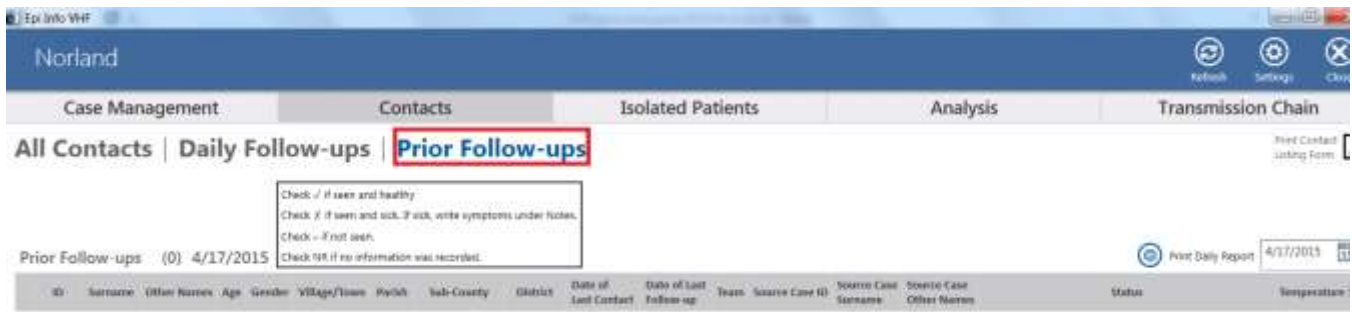 Epi Info VHF
Norland
Refresh Settings Close
Case Management Contacts Isolated Patients Analysis Transmission Chain
All Contacts | Daily Follow-ups | Prior Follow-ups
Print Contact
Listing Form
Check √ if seen and healthy
Check X if seen and sick. If sick, write symptoms under Notes.
Check – if not seen.
Check NR if no information was recorded.
Prior Follow-ups (0) 4/17/2015
Print Daily Report 4/17/2015
ID Surname Other Names Age Gender Village/Town Parish Sub-County District Date of Last Contact Date of Last Follow-up Team Source Case ID Source Case Surname Source Case Other Names Status Temperature